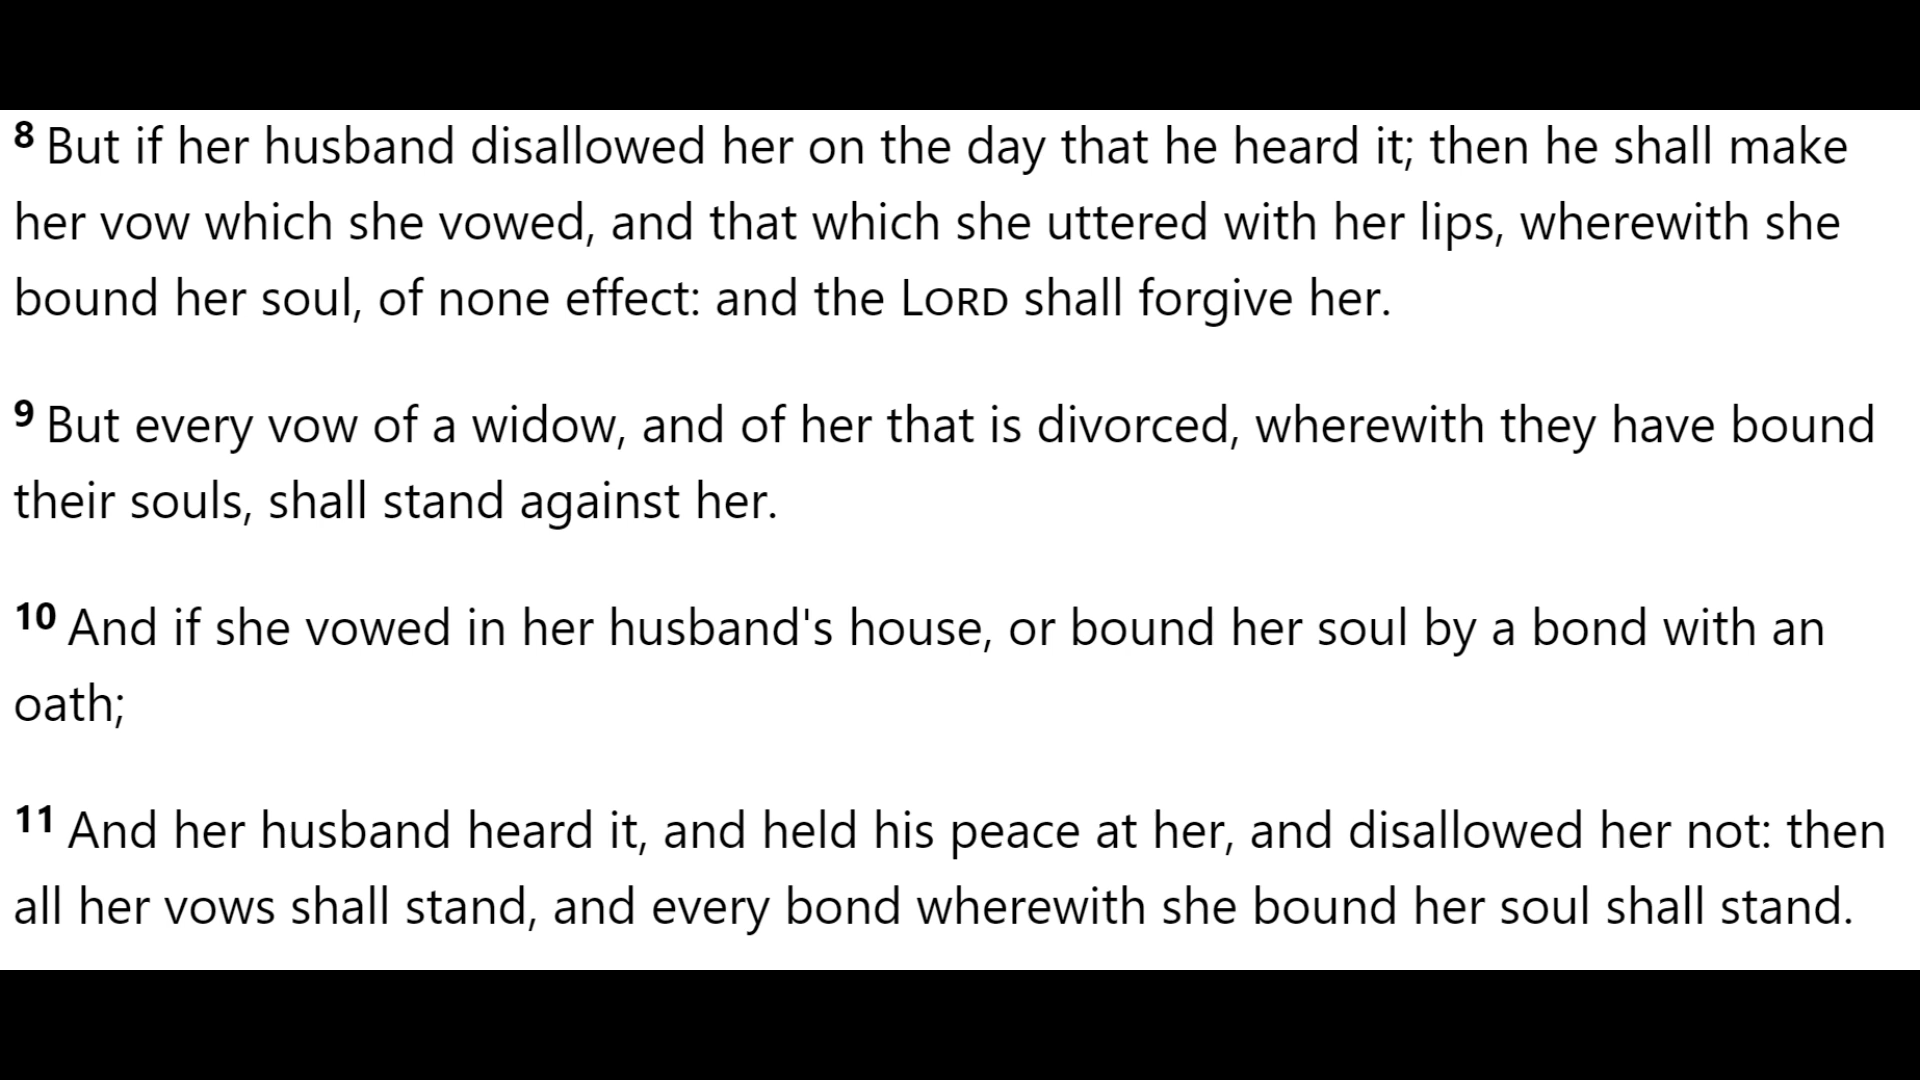 8 But if her husband disallowed her on the day that he heard it; then he shall make
her vow which she vowed, and that which she uttered with her lips, wherewith she
bound her soul, of none effect: and the LORD shall forgive her.
9 But every vow of a widow, and of her that is divorced, wherewith they have bound
their souls, shall stand against her.
10 And if she vowed in her husband's house, or bound her soul by a bond with an
oath;
11 And her husband heard it, and held his peace at her, and disallowed her not: then
all her vows shall stand, and every bond wherewith she bound her soul shall stand.